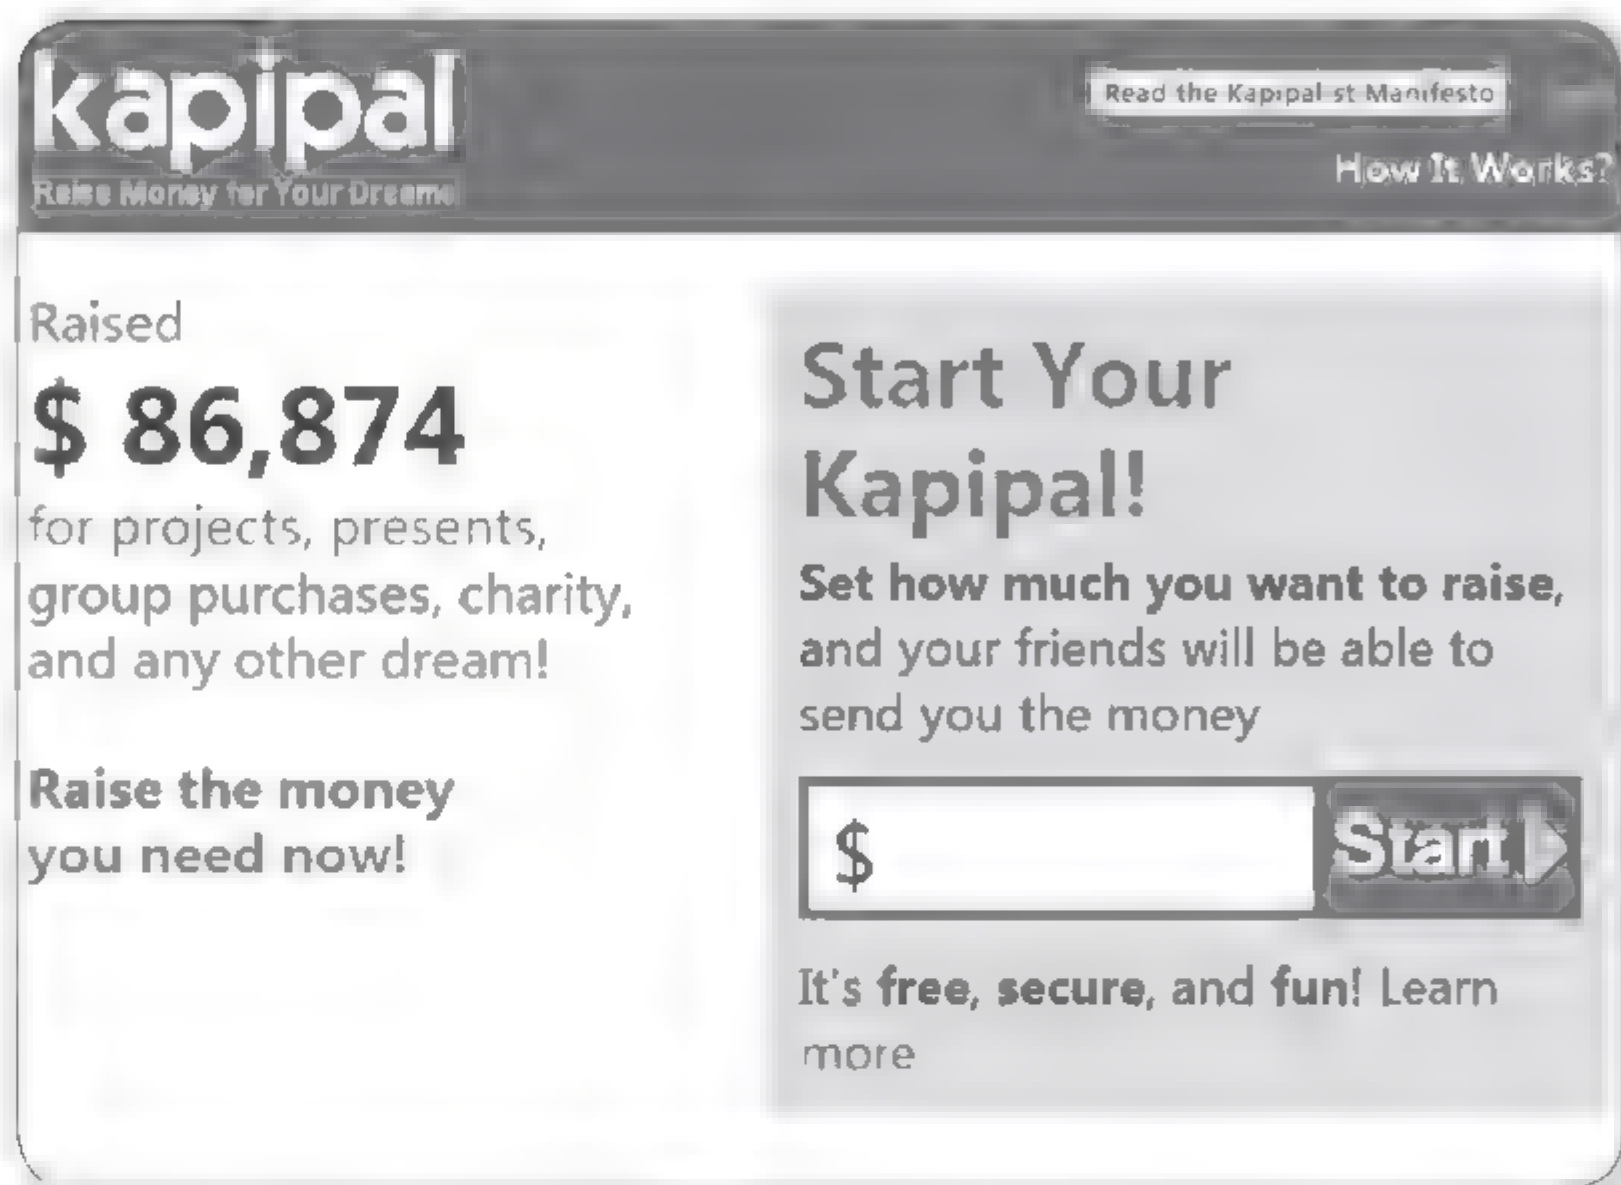 kapipal
Raise Money for Your Dreams
Read the Kapipal st Manifesto
How It Works?
Raised
$ 86,874
for projects, presents,
group purchases, charity,
and any other dream!
Raise the money
you need now!
Start Your
Kapipal!
Set how much you want to raise,
and your friends will be able to
send you the money
$
Start
It's free, secure, and fun! Learn
more